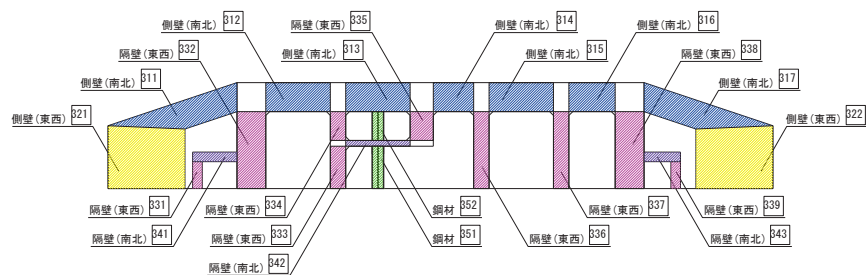 側壁(南北) 312
隔壁(東西) 335
側壁(南北) 314
側壁(南北) 316
隔壁(東西) 332
側壁(南北) 313
側壁(南北) 315
隔壁(東西) 338
側壁(南北) 311
側壁(南北) 317
側壁(東西) 321
側壁(東西) 322
隔壁(東西) 331
隔壁(東西) 334
鋼材 352
隔壁(東西) 337
隔壁(東西) 339
隔壁(南北) 341
隔壁(東西) 333
鋼材 351
隔壁(東西) 336
隔壁(南北) 343
隔壁(南北) 342